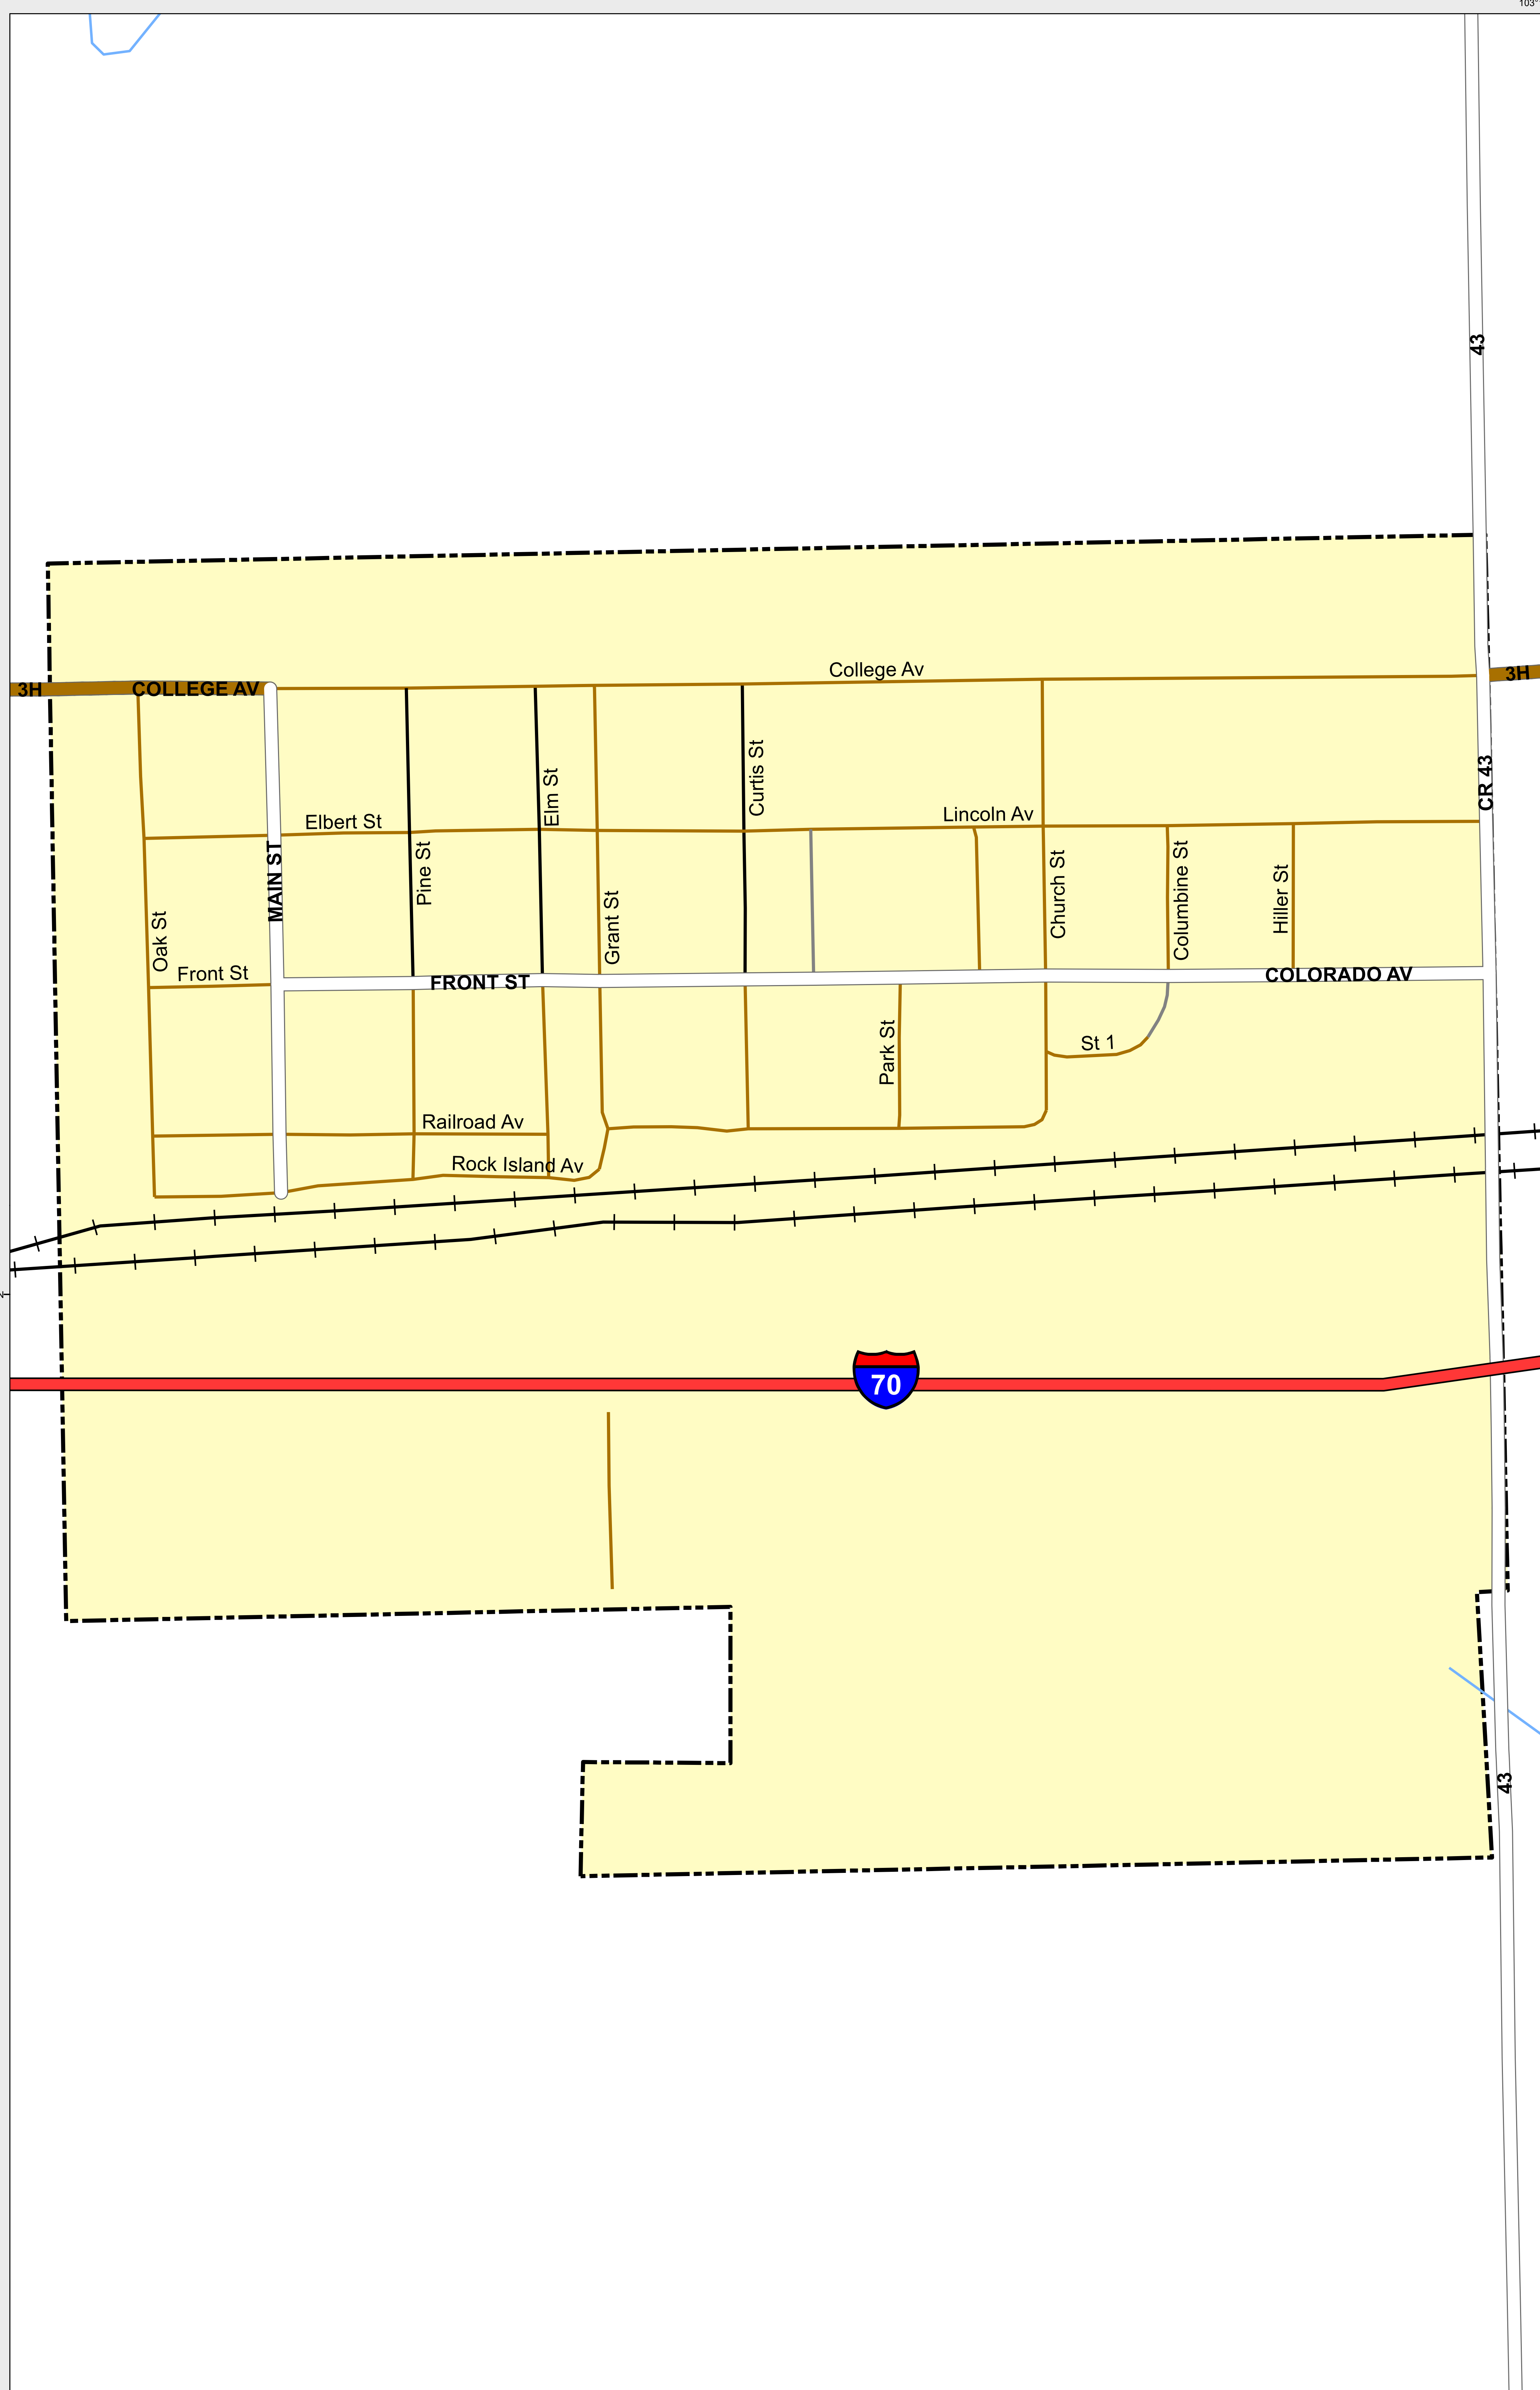 103°
43
College Av
3H
COLLEGE AV
3H
Curtis St
Elm St
CR 43
Lincoln Av
Elbert St
MAIN ST
Pine St
Church St
Columbine St
Hiller St
Grant St
Oak St
Front St
FRONT ST
COLORADO AV
Park St
St 1
Railroad Av
Rock Island Av
70
43